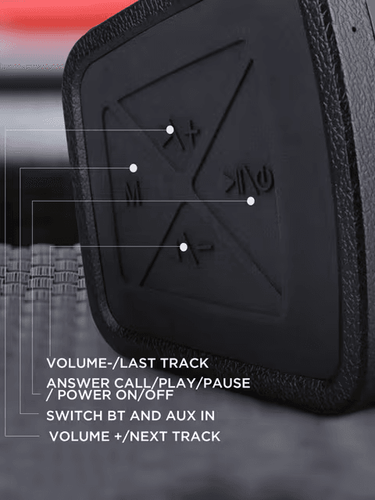 M
VOLUME-/LAST TRACK
ANSWER CALL/PLAY/PAUSE
/ POWER ON/OFF
SWITCH BT AND AUX IN
VOLUME +/NEXT TRACK